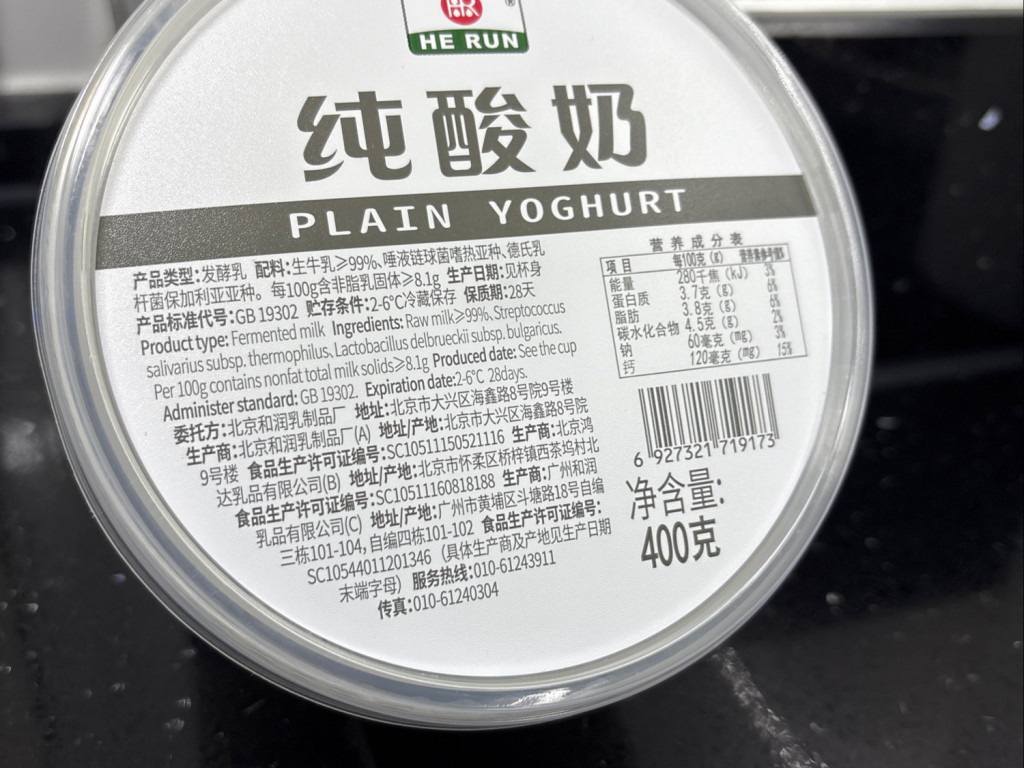 HE RUN
®
纯酸奶
PLAIN YOGHURT
产品类型:发酵乳 配料:生牛乳≥99%、唾液链球菌嗜热亚种、德氏乳
杆菌保加利亚亚种。每100g含非脂乳固体≥8.1g 生产日期:见杯身
产品标准代号:GB 19302 贮存条件:2-6°C冷藏保存 保质期:28天
Product type: Fermented milk Ingredients: Raw milk≥99%. Streptococcus
salivarius subsp. thermophilus. Lactobacillus delbrueckii subsp. bulgaricus.
Per 100g contains nonfat total milk solids≥8.1g Produced date: See the cup
Administer standard: GB 19302. Expiration date:2-6°C 28days.
委托方:北京和润乳制品厂 地址:北京市大兴区海鑫路8号院9号楼
生产商:北京和润乳制品厂(A) 地址/产地:北京市大兴区海鑫路8号院
9号楼 食品生产许可证编号:SC10511150521116 生产商:北京鸿
达乳品有限公司(B) 地址/产地:北京市怀柔区桥梓镇西茶坞村北
食品生产许可证编号:SC10511160818188 生产商:广州和润
乳品有限公司(C) 地址/产地:广州市黄埔区斗塘路18号自编
三栋101-104,自编四栋101-102 食品生产许可证编号:
SC10544011201346 (具体生产商及产地见生产日期
末端字母) 服务热线:010-61243911
传真:010-61240304
营养成分表
项目 每100克(g) 营养素参考值%
能量 280千焦(kJ) 3%
蛋白质 3.7克(g) 6%
脂肪 3.8克(g) 6%
碳水化合物 4.5克(g) 2%
钠 60毫克(mg) 3%
钙 120毫克(mg) 15%
6 927321 719173
净含量:
400克